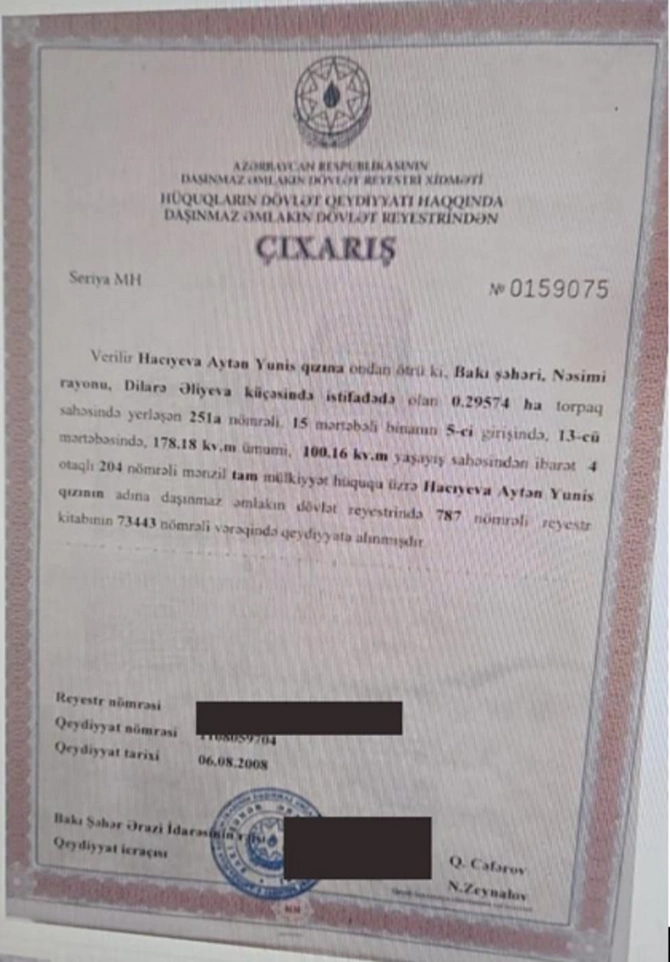 AZƏRBAYCAN RESPUBLİKASININ
DAŞINMAZ ƏMLAKIN DÖVLƏT REYESTRİ XİDMƏTİ
HÜQUQLARIN DÖVLƏT QEYDİYYATI HAQQINDA
DAŞINMAZ ƏMLAKIN DÖVLƏT REYESTRİNDƏN
ÇIXARIŞ
Seriya MH
№ 0159075
Verilir Hacıyeva Aytən Yunis qızına ondan ötrü ki, Bakı şəhəri, Nəsimi
rayonu, Dilarə Əliyeva küçəsində istifadədə olan 0.29574 ha torpaq
sahəsində yerləşən 251a nömrəli, 15 mərtəbəli binanın 5-ci girişində, 13-cü
mərtəbəsində, 178.18 kv.m ümumi, 100.16 kv.m yaşayış sahəsindən ibarət 4
otaqlı 204 nömrəli mənzil tam mülkiyyət hüququ üzrə Hacıyeva Aytən Yunis
qızının adına daşınmaz əmlakın dövlət reyestrində 787 nömrəli reyestr
kitabının 73443 nömrəli vərəqində qeydiyyata alınmışdır.
Reyestr nömrəsi
Qeydiyyat nömrəsi
Qeydiyyat tarixi 06.08.2008
Bakı Şəhər Ərazi İdarəsinin rəisi
Q. Cəfərov
Qeydiyyat icraçısı
N.Zeynalov